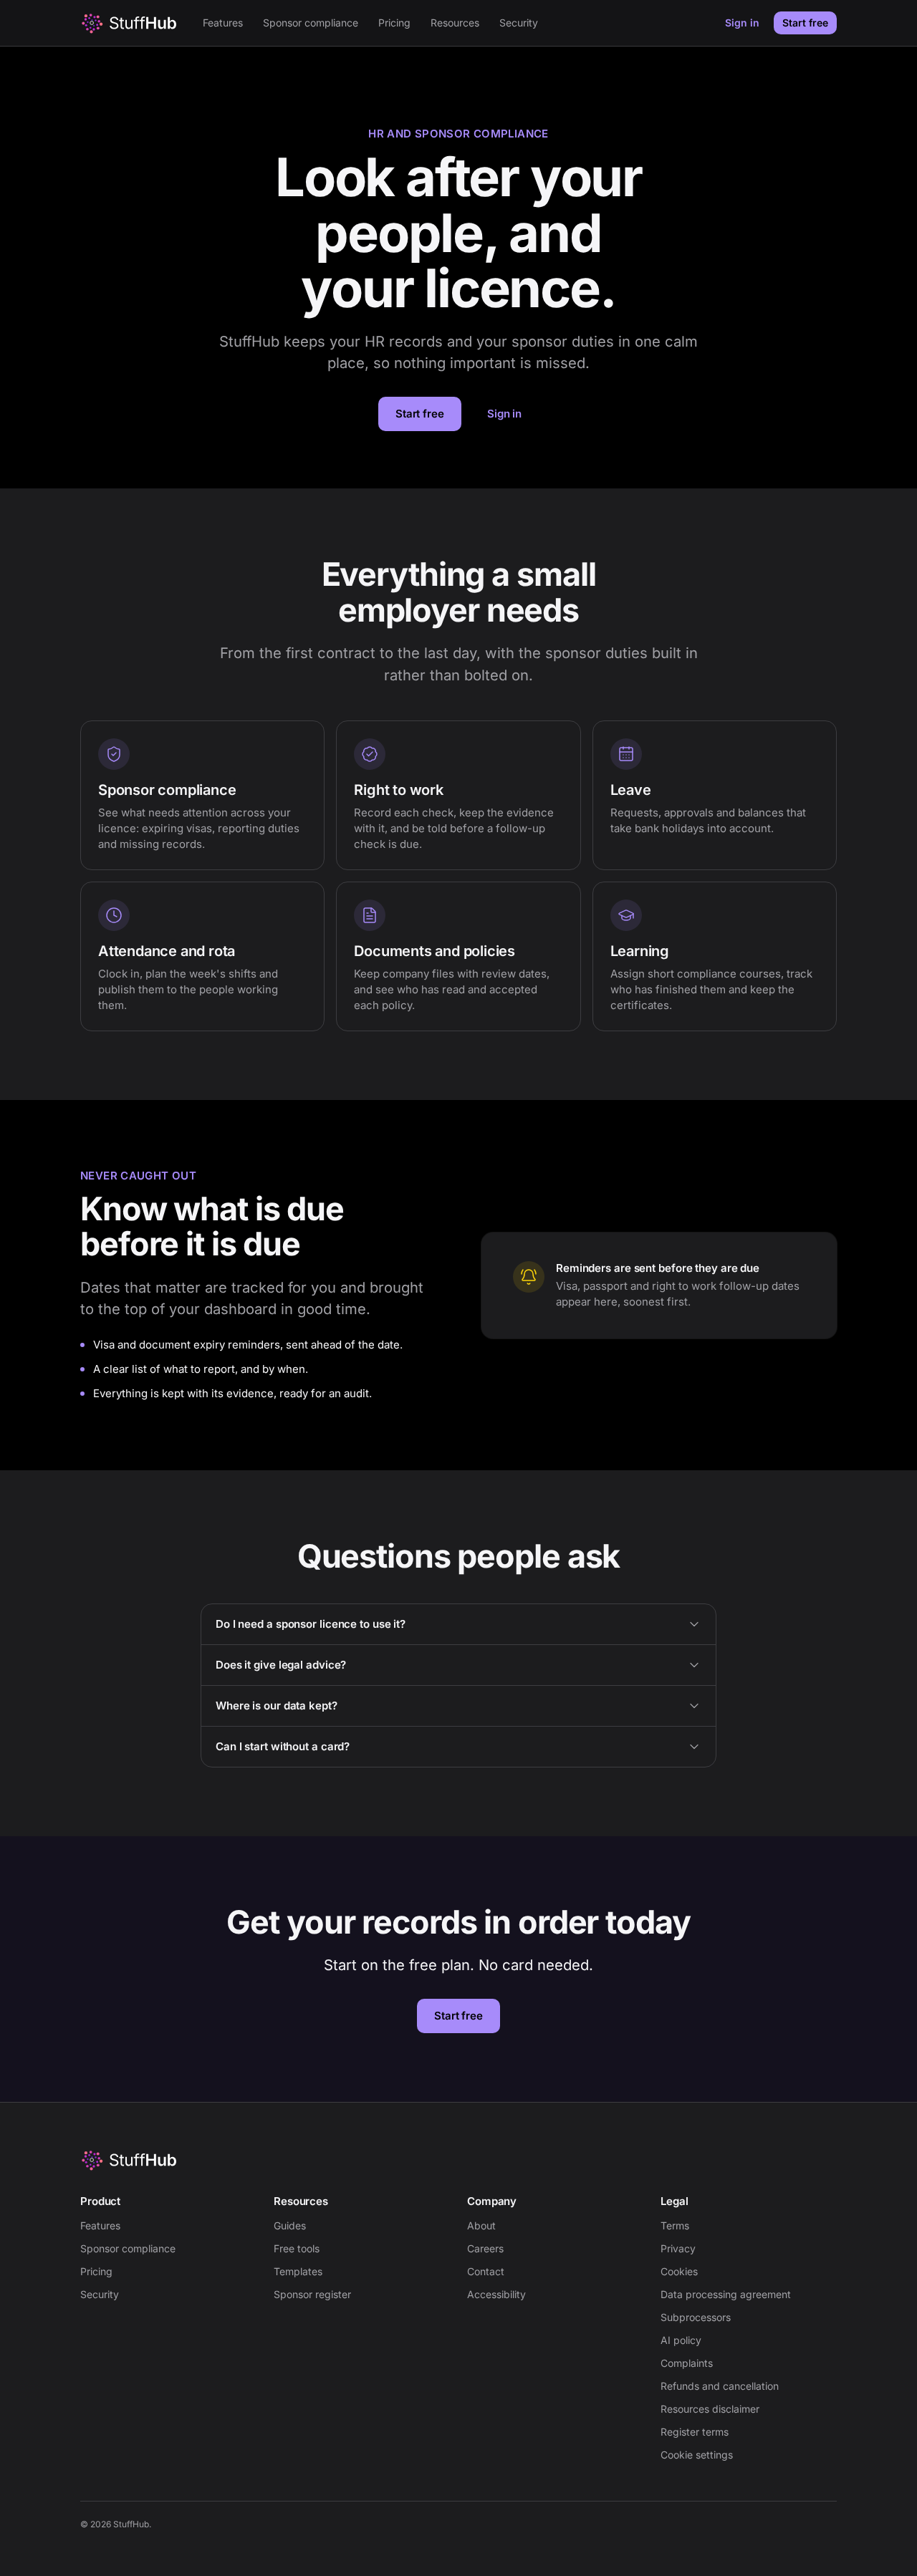 StuffHub
Features
Sponsor compliance
Pricing
Resources
Security
Sign in
Start free
HR AND SPONSOR COMPLIANCE
Look after your
people, and
your licence.
StuffHub keeps your HR records and your sponsor duties in one calm
place, so nothing important is missed.
Start free
Sign in
Everything a small
employer needs
From the first contract to the last day, with the sponsor duties built in
rather than bolted on.
Sponsor compliance
See what needs attention across your
licence: expiring visas, reporting duties
and missing records.
Right to work
Record each check, keep the evidence
with it, and be told before a follow-up
check is due.
Leave
Requests, approvals and balances that
take bank holidays into account.
Attendance and rota
Clock in, plan the week's shifts and
publish them to the people working
them.
Documents and policies
Keep company files with review dates,
and see who has read and accepted
each policy.
Learning
Assign short compliance courses, track
who has finished them and keep the
certificates.
NEVER CAUGHT OUT
Know what is due
before it is due
Dates that matter are tracked for you and brought
to the top of your dashboard in good time.
Visa and document expiry reminders, sent ahead of the date.
A clear list of what to report, and by when.
Everything is kept with its evidence, ready for an audit.
Reminders are sent before they are due
Visa, passport and right to work follow-up dates
appear here, soonest first.
Questions people ask
Do I need a sponsor licence to use it?
Does it give legal advice?
Where is our data kept?
Can I start without a card?
Get your records in order today
Start on the free plan. No card needed.
Start free
StuffHub
Product
Features
Sponsor compliance
Pricing
Security
Resources
Guides
Free tools
Templates
Sponsor register
Company
About
Careers
Contact
Accessibility
Legal
Terms
Privacy
Cookies
Data processing agreement
Subprocessors
AI policy
Complaints
Refunds and cancellation
Resources disclaimer
Register terms
Cookie settings
© 2026 StuffHub.